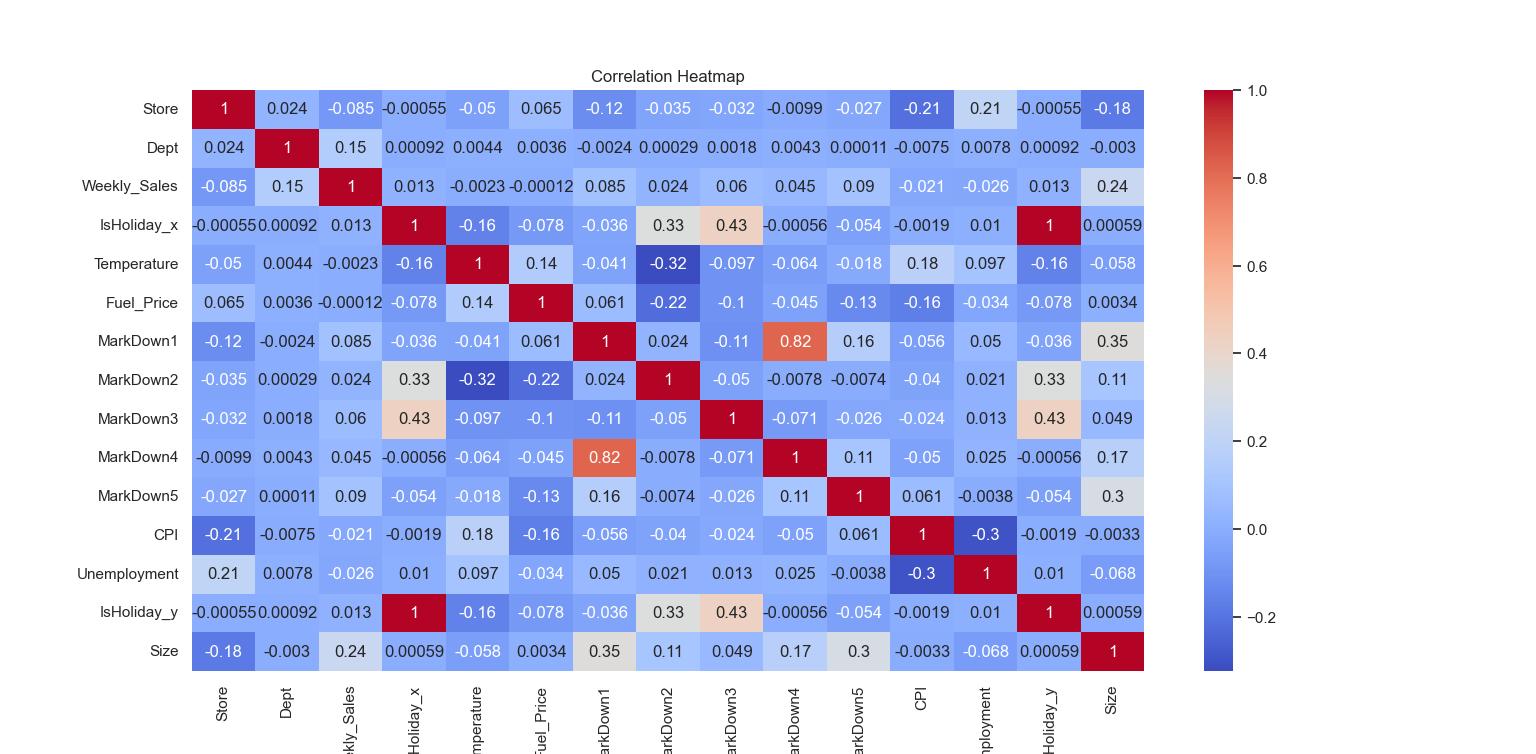 Correlation Heatmap
Store 1 0.024 -0.085 -0.00055 -0.05 0.065 -0.12 -0.035 -0.032 -0.0099 -0.027 -0.21 0.21 -0.00055 -0.18
Dept 0.024 1 0.15 0.00092 0.0044 0.0036 -0.0024 0.00029 0.0018 0.0043 0.00011 -0.0075 0.0078 0.00092 -0.003
Weekly_Sales -0.085 0.15 1 0.013 -0.0023 -0.00012 0.085 0.024 0.06 0.045 0.09 -0.021 -0.026 0.013 0.24
IsHoliday_x -0.00055 0.00092 0.013 1 -0.16 -0.078 -0.036 0.33 0.43 -0.00056 -0.054 -0.0019 0.01 1 0.00059
Temperature -0.05 0.0044 -0.0023 -0.16 1 0.14 -0.041 -0.32 -0.097 -0.064 -0.018 0.18 0.097 -0.16 -0.058
Fuel_Price 0.065 0.0036 -0.00012 -0.078 0.14 1 0.061 -0.22 -0.1 -0.045 -0.13 -0.16 -0.034 -0.078 0.0034
MarkDown1 -0.12 -0.0024 0.085 -0.036 -0.041 0.061 1 0.024 -0.11 0.82 0.16 -0.056 0.05 -0.036 0.35
MarkDown2 -0.035 0.00029 0.024 0.33 -0.32 -0.22 0.024 1 -0.05 -0.0078 -0.0074 -0.04 0.021 0.33 0.11
MarkDown3 -0.032 0.0018 0.06 0.43 -0.097 -0.1 -0.11 -0.05 1 -0.071 -0.026 -0.024 0.013 0.43 0.049
MarkDown4 -0.0099 0.0043 0.045 -0.00056 -0.064 -0.045 0.82 -0.0078 -0.071 1 0.11 -0.05 0.025 -0.00056 0.17
MarkDown5 -0.027 0.00011 0.09 -0.054 -0.018 -0.13 0.16 -0.0074 -0.026 0.11 1 0.061 -0.0038 -0.054 0.3
CPI -0.21 -0.0075 -0.021 -0.0019 0.18 -0.16 -0.056 -0.04 -0.024 -0.05 0.061 1 -0.3 -0.0019 -0.0033
Unemployment 0.21 0.0078 -0.026 0.01 0.097 -0.034 0.05 0.021 0.013 0.025 -0.0038 -0.3 1 0.01 -0.068
IsHoliday_y -0.00055 0.00092 0.013 1 -0.16 -0.078 -0.036 0.33 0.43 -0.00056 -0.054 -0.0019 0.01 1 0.00059
Size -0.18 -0.003 0.24 0.00059 -0.058 0.0034 0.35 0.11 0.049 0.17 0.3 -0.0033 -0.068 0.00059 1
Store
Dept
kly_Sales
Holiday_x
mperature
uel_Price
arkDown1
arkDown2
arkDown3
arkDown4
arkDown5
CPI
mployment
Holiday_y
Size
1.0
0.8
0.6
0.4
0.2
0.0
−0.2